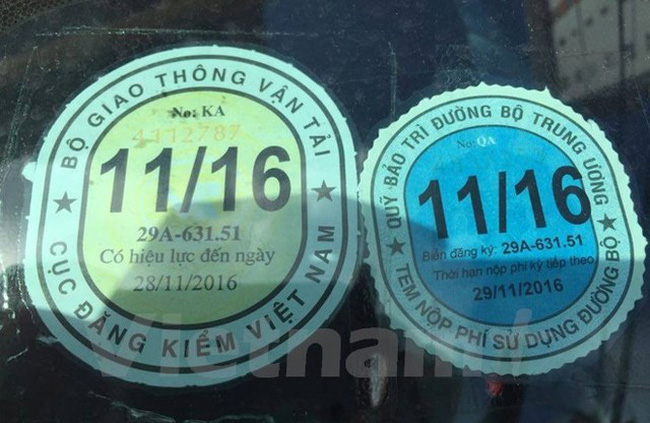 BỘ GIAO THÔNG VẬN TẢI
No: KA
4112787
11/16
29A-631.51
Có hiệu lực đến ngày
28/11/2016
CỤC ĐĂNG KIỂM VIỆT NAM
QUỸ BẢO TRÌ ĐƯỜNG BỘ TRUNG ƯƠNG
No: QA
11/16
Biển đăng ký: 29A-631.51
Thời hạn nộp phí kỳ tiếp theo
29/11/2016
TEM NỘP PHÍ SỬ DỤNG ĐƯỜNG BỘ
Vietnam